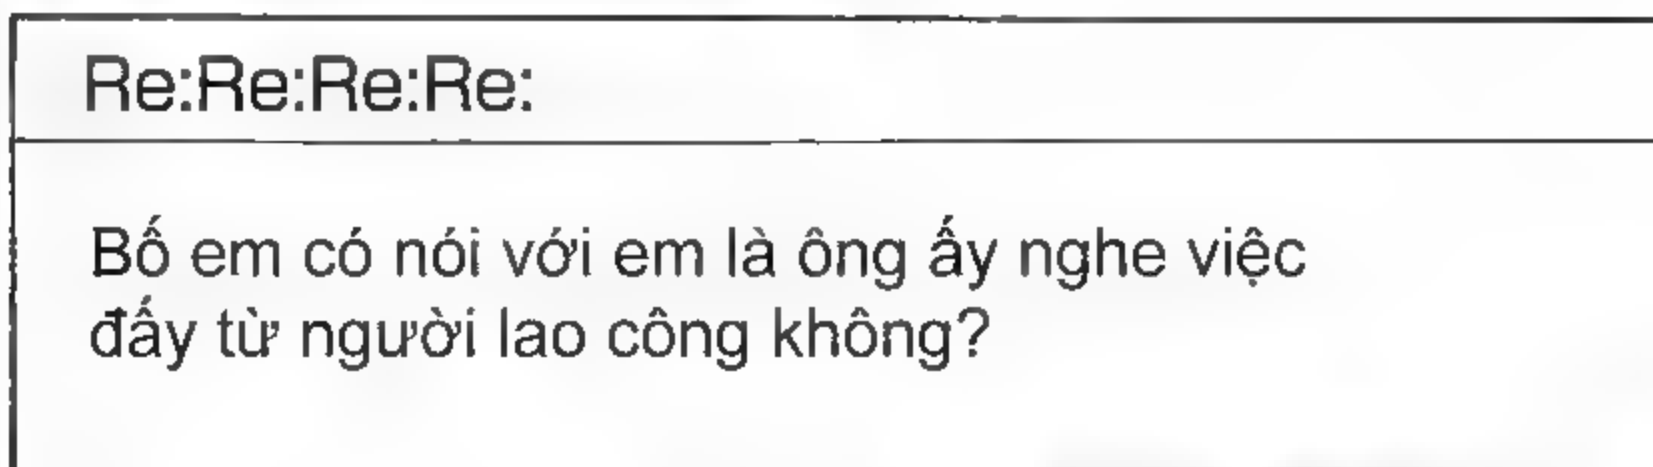 Re:Re:Re:Re:
Bố em có nói với em là ông ấy nghe việc
đấy từ người lao công không?